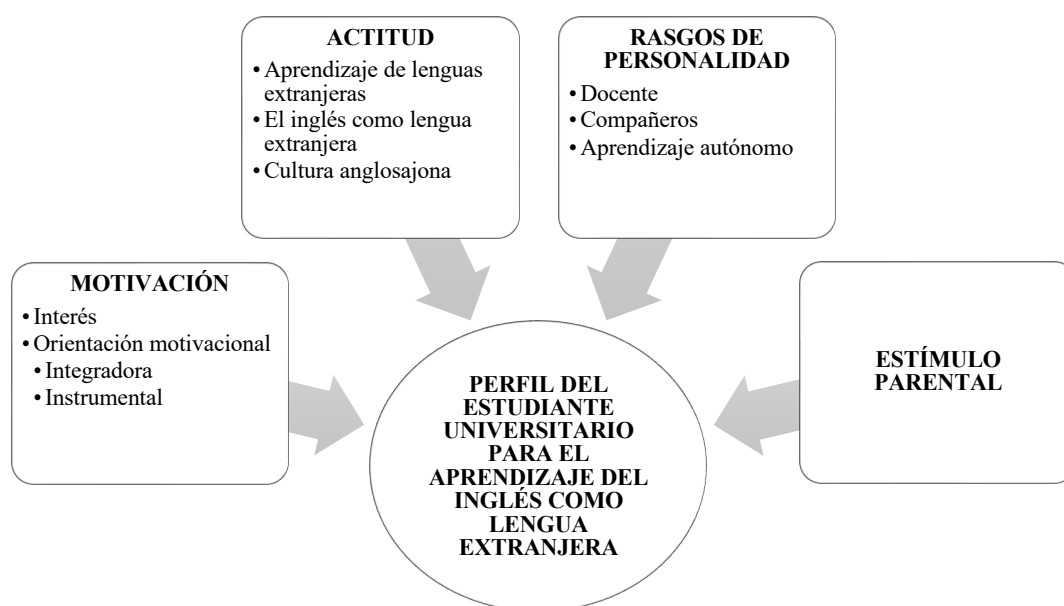 ACTITUD
• Aprendizaje de lenguas
extranjeras
• El inglés como lengua
extranjera
• Cultura anglosajona
RASGOS DE
PERSONALIDAD
• Docente
• Compañeros
• Aprendizaje autónomo
MOTIVACIÓN
• Interés
• Orientación motivacional
• Integradora
• Instrumental
PERFIL DEL
ESTUDIANTE
UNIVERSITARIO
PARA EL
APRENDIZAJE DEL
INGLÉS COMO
LENGUA
EXTRANJERA
ESTÍMULO
PARENTAL